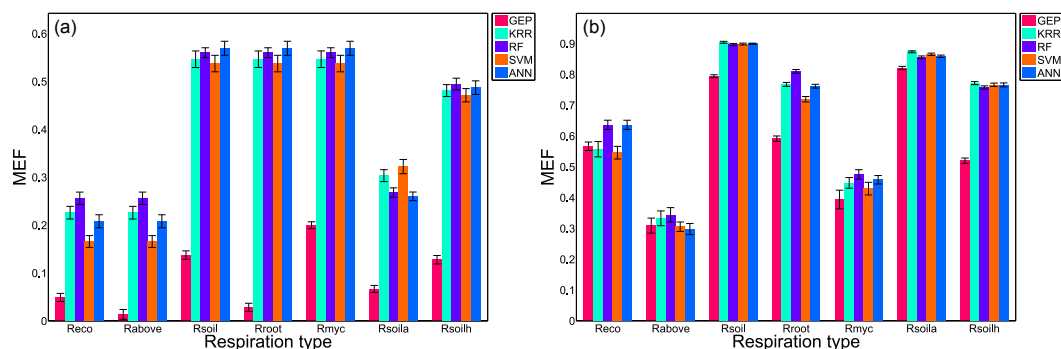 (a)
MEF
0.6
0.5
0.4
0.3
0.2
0.1
0
Reco Rabove Rsoil Rroot Rmyc Rsoila Rsoilh
Respiration type
GEP
KRR
RF
SVM
ANN
(b)
MEF
0.9
0.8
0.7
0.6
0.5
0.4
0.3
0.2
0.1
0
Reco Rabove Rsoil Rroot Rmyc Rsoila Rsoilh
Respiration type
GEP
KRR
RF
SVM
ANN